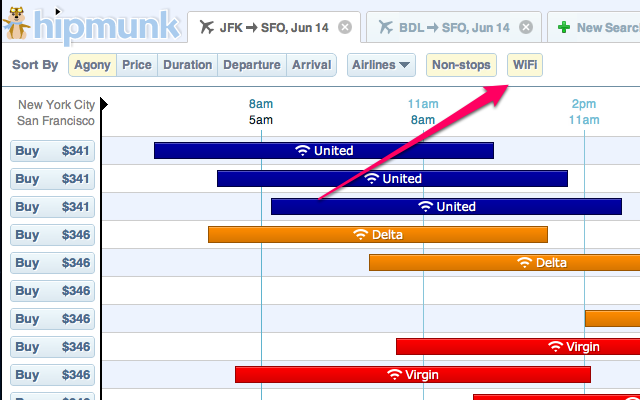 hipmunk
JFK → SFO, Jun 14
BDL → SFO, Jun 14
New Searc
Sort By Agony Price Duration Departure Arrival Airlines Non-stops WiFi
New York City 8am 11am 2pm
San Francisco 5am 8am 11am
Buy $341 United
Buy $341 United
Buy $341 United
Buy $346 Delta
Buy $346 Delta
Buy $346
Buy $346
Buy $346 Virgin
Buy $346 Virgin